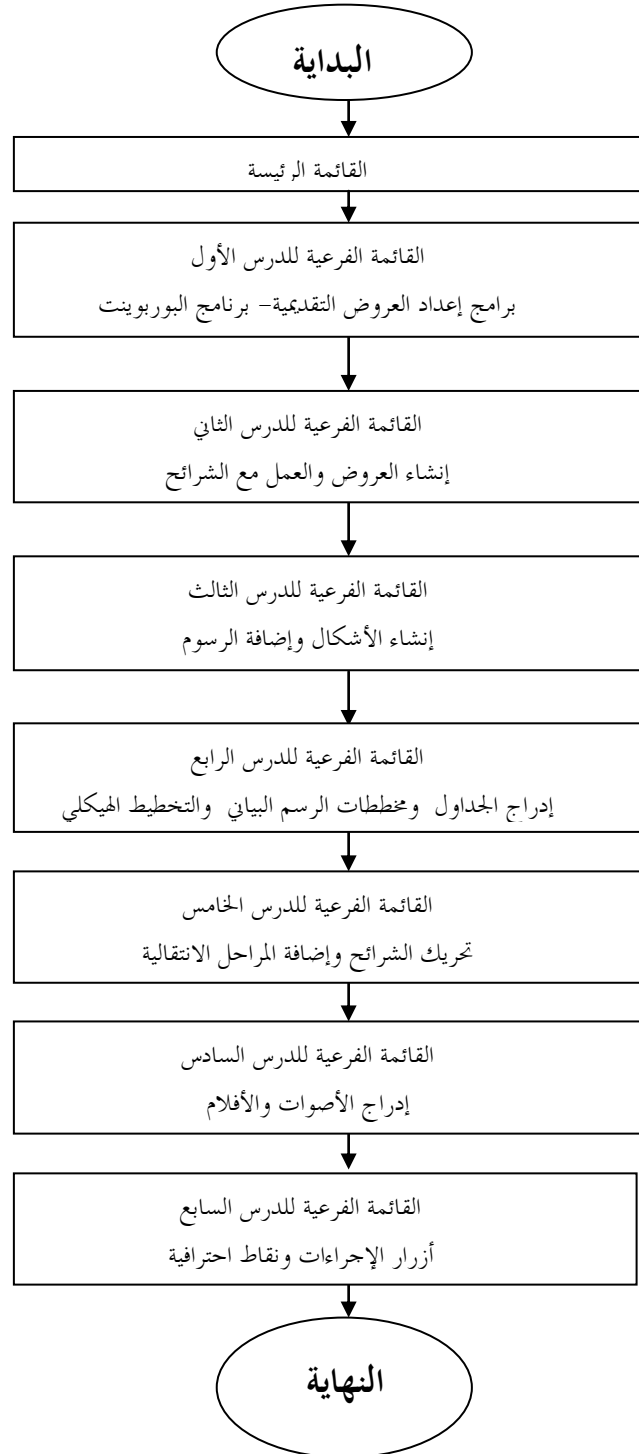 البداية
القائمة الرئيسة
القائمة الفرعية للدرس الأول
برامج إعداد العروض التقديمية– برنامج البوربوينت
القائمة الفرعية للدرس الثاني
إنشاء العروض والعمل مع الشرائح
القائمة الفرعية للدرس الثالث
إنشاء الأشكال وإضافة الرسوم
القائمة الفرعية للدرس الرابع
إدراج الجداول ومخططات الرسم البياني والتخطيط الهيكلي
القائمة الفرعية للدرس الخامس
تحريك الشرائح وإضافة المراحل الانتقالية
القائمة الفرعية للدرس السادس
إدراج الأصوات والأفلام
القائمة الفرعية للدرس السابع
أزرار الإجراءات ونقاط احترافية
النهاية